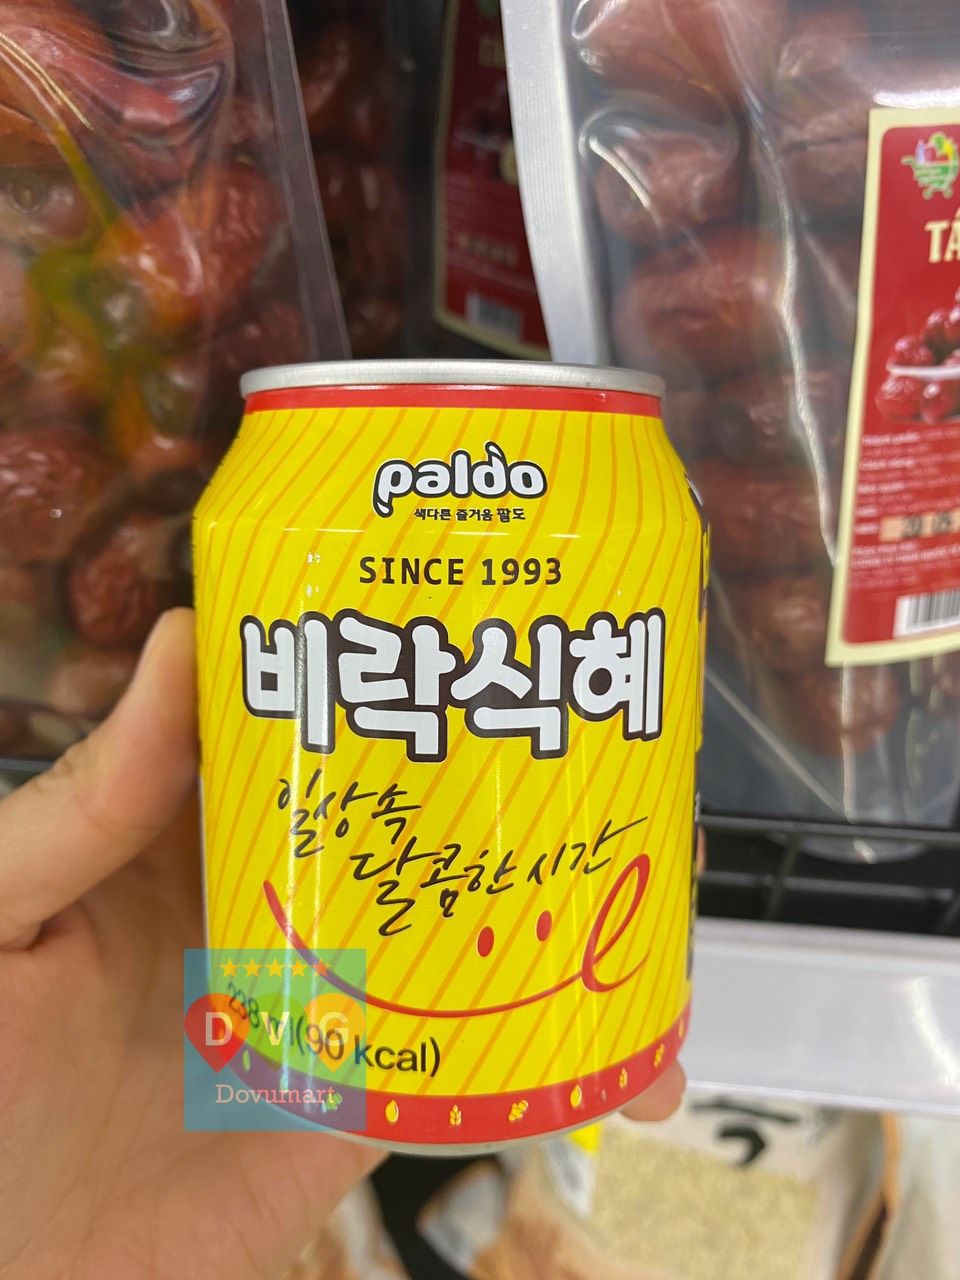 paldo
색다른 즐거움 팔도
SINCE 1993
비락식혜
일상 속
달콤한 시간
238 ml(90 kcal)
D V G
Dovumart